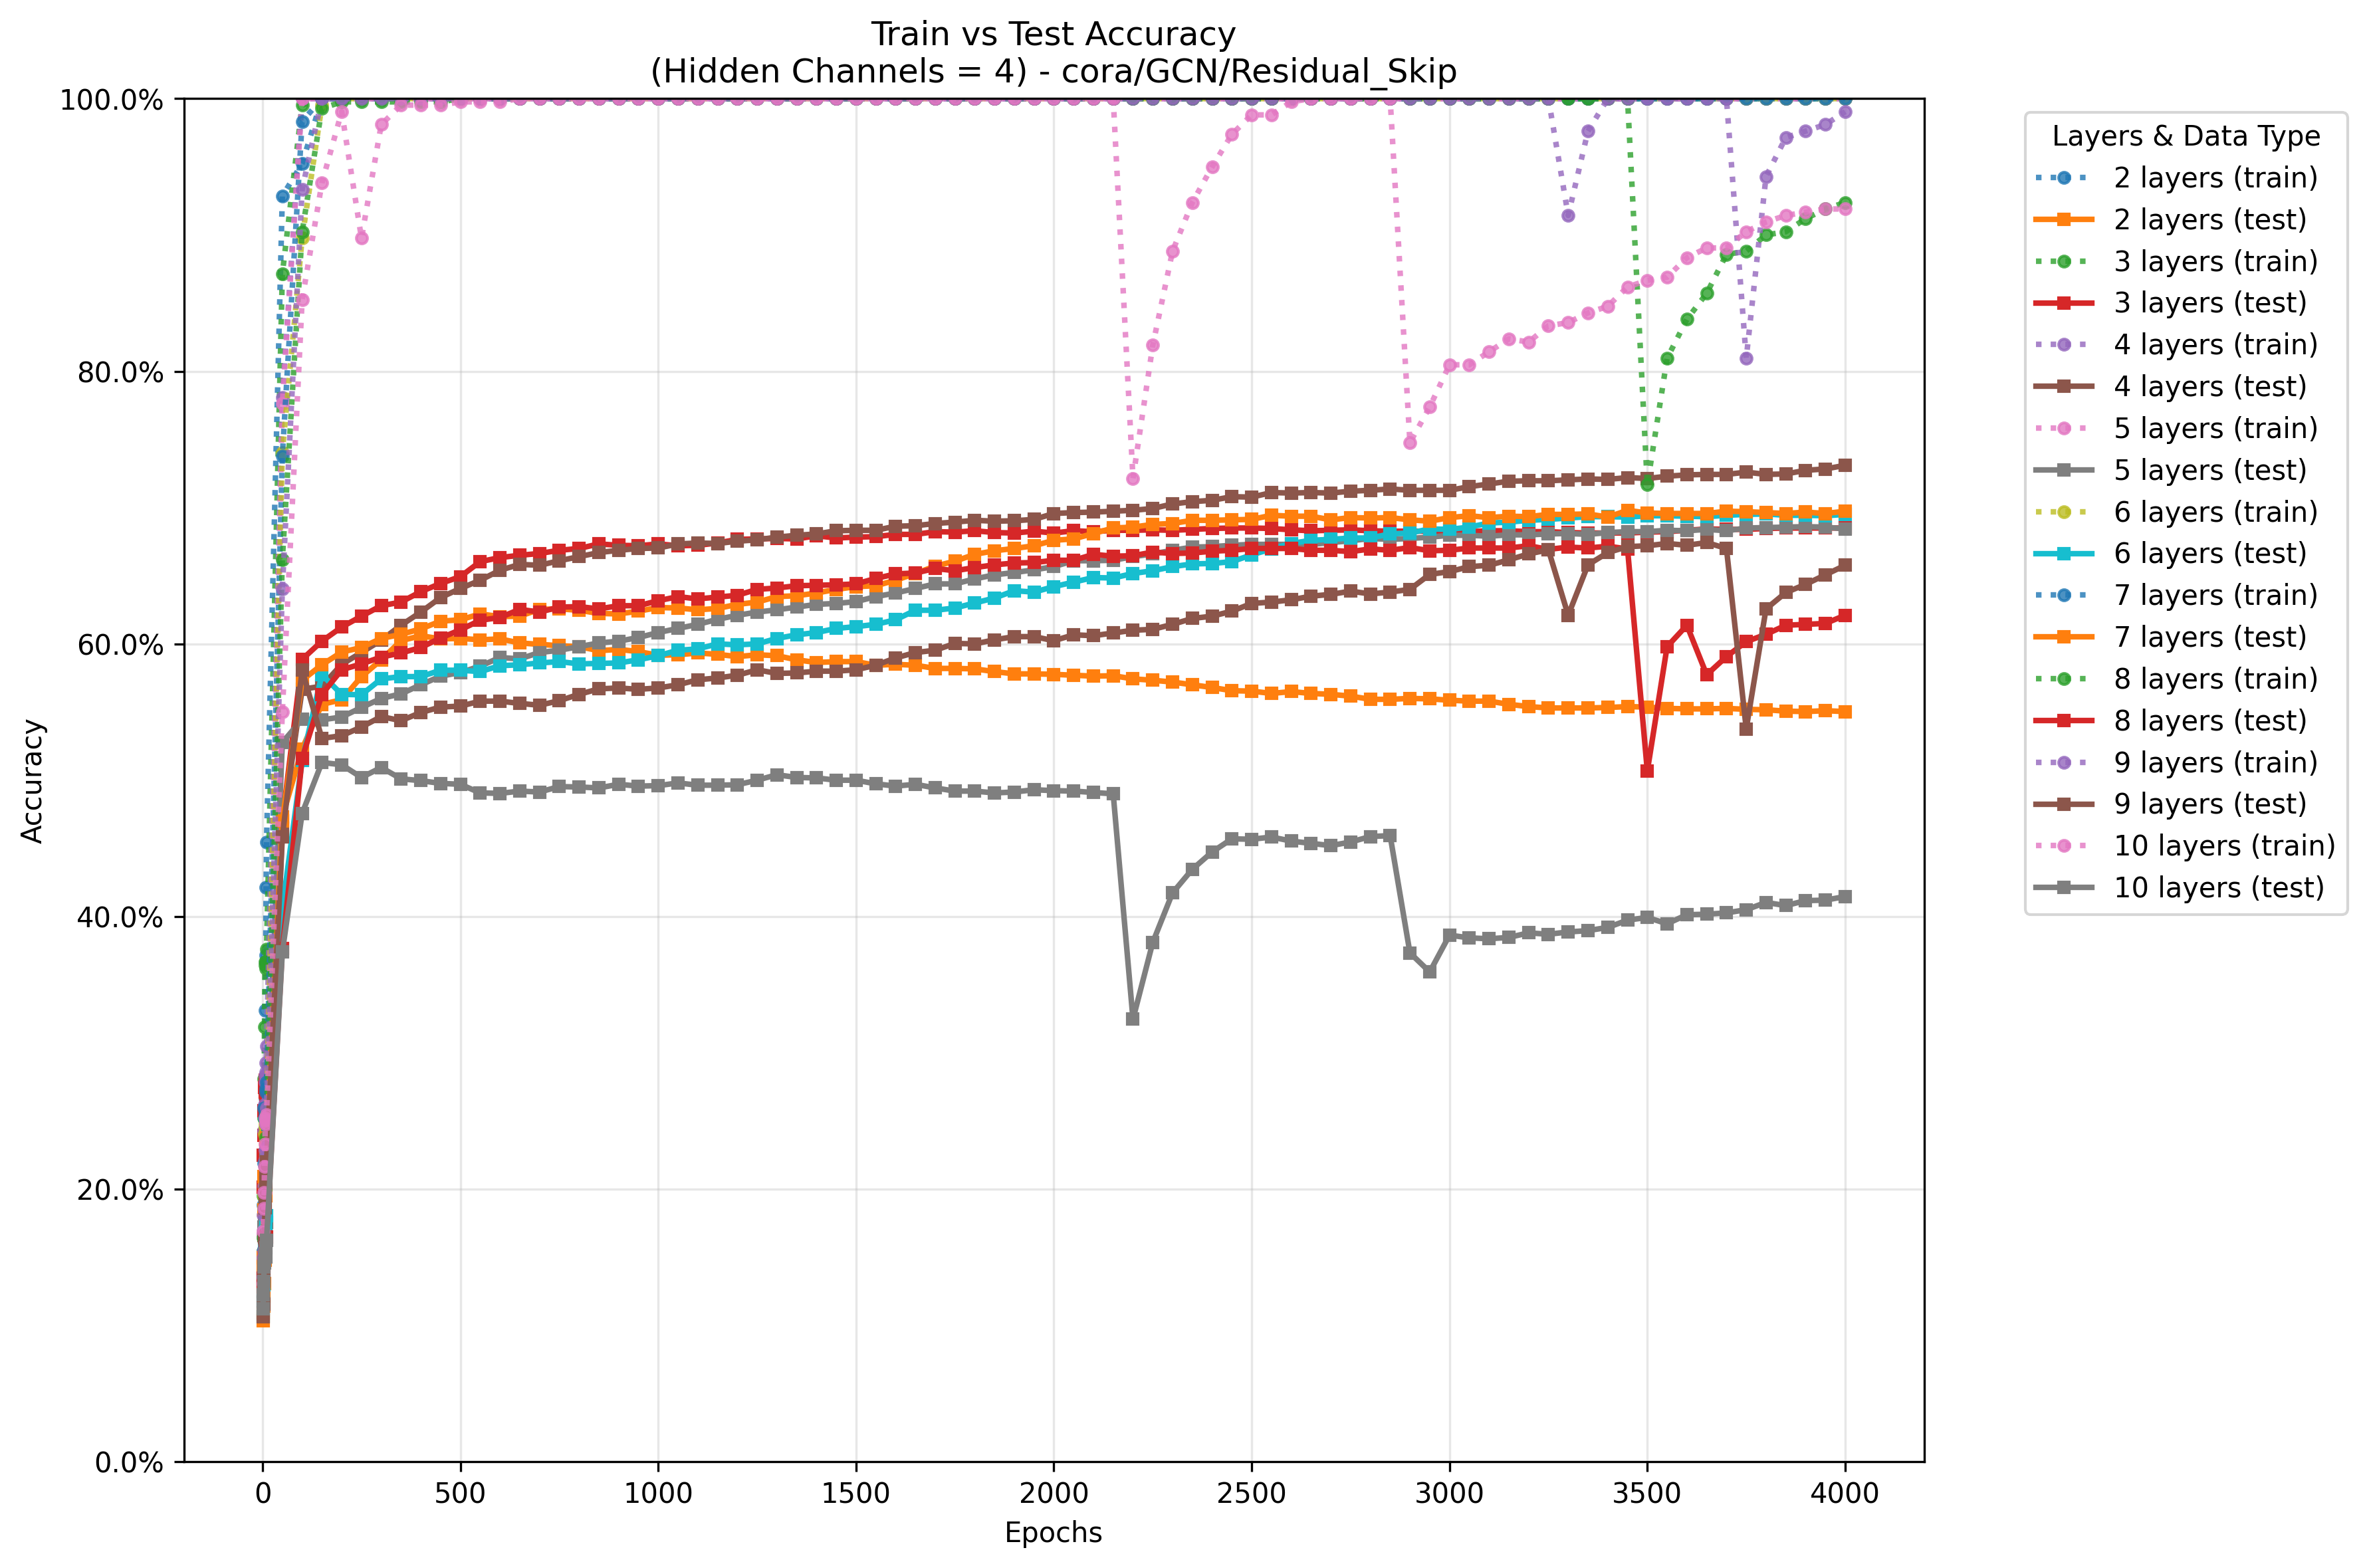 Train vs Test Accuracy
(Hidden Channels = 4) - cora/GCN/Residual_Skip
100.0%
80.0%
60.0%
40.0%
20.0%
0.0%
Accuracy
0
500
1000
1500
2000
2500
3000
3500
4000
Epochs
Layers & Data Type
2 layers (train)
2 layers (test)
3 layers (train)
3 layers (test)
4 layers (train)
4 layers (test)
5 layers (train)
5 layers (test)
6 layers (train)
6 layers (test)
7 layers (train)
7 layers (test)
8 layers (train)
8 layers (test)
9 layers (train)
9 layers (test)
10 layers (train)
10 layers (test)